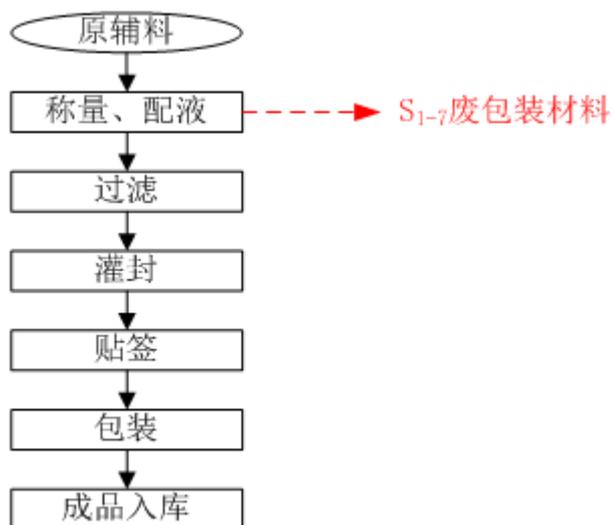 原辅料
称量、配液
S1-7废包装材料
过滤
灌封
贴签
包装
成品入库